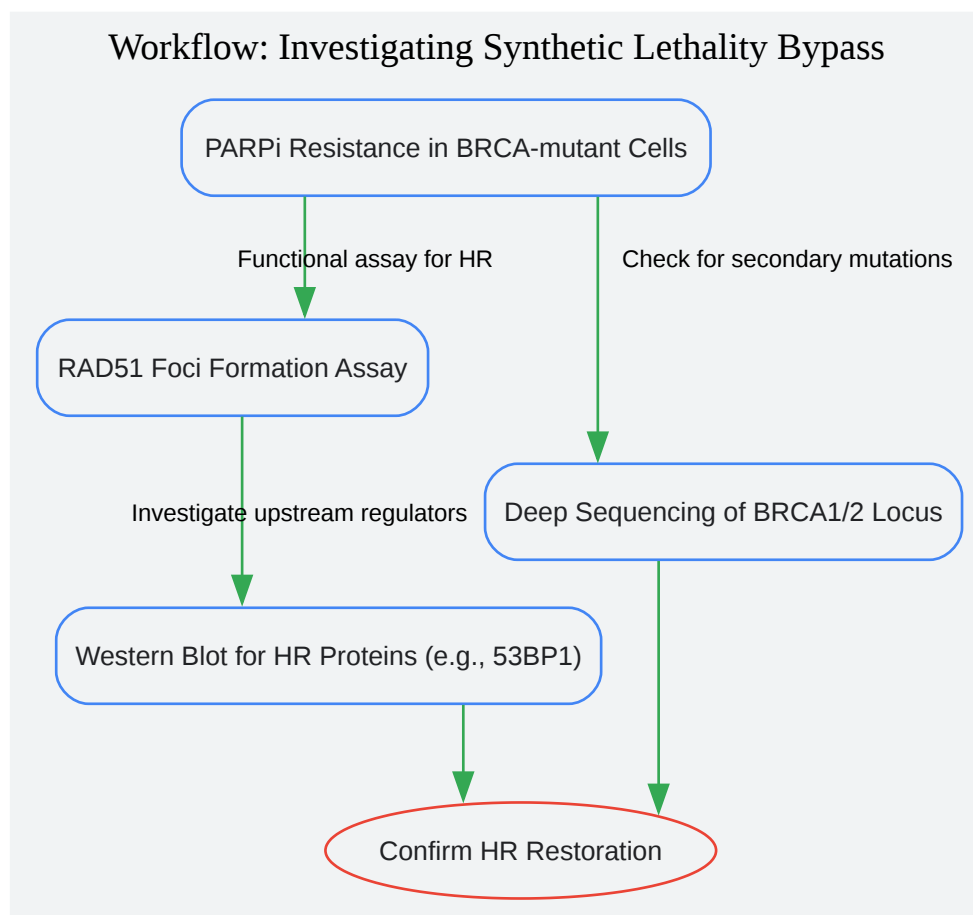 Workflow: Investigating Synthetic Lethality Bypass
PARPi Resistance in BRCA-mutant Cells
Functional assay for HR
Check for secondary mutations
RAD51 Foci Formation Assay
Investigate upstream regulators
Deep Sequencing of BRCA1/2 Locus
Western Blot for HR Proteins (e.g., 53BP1)
Confirm HR Restoration